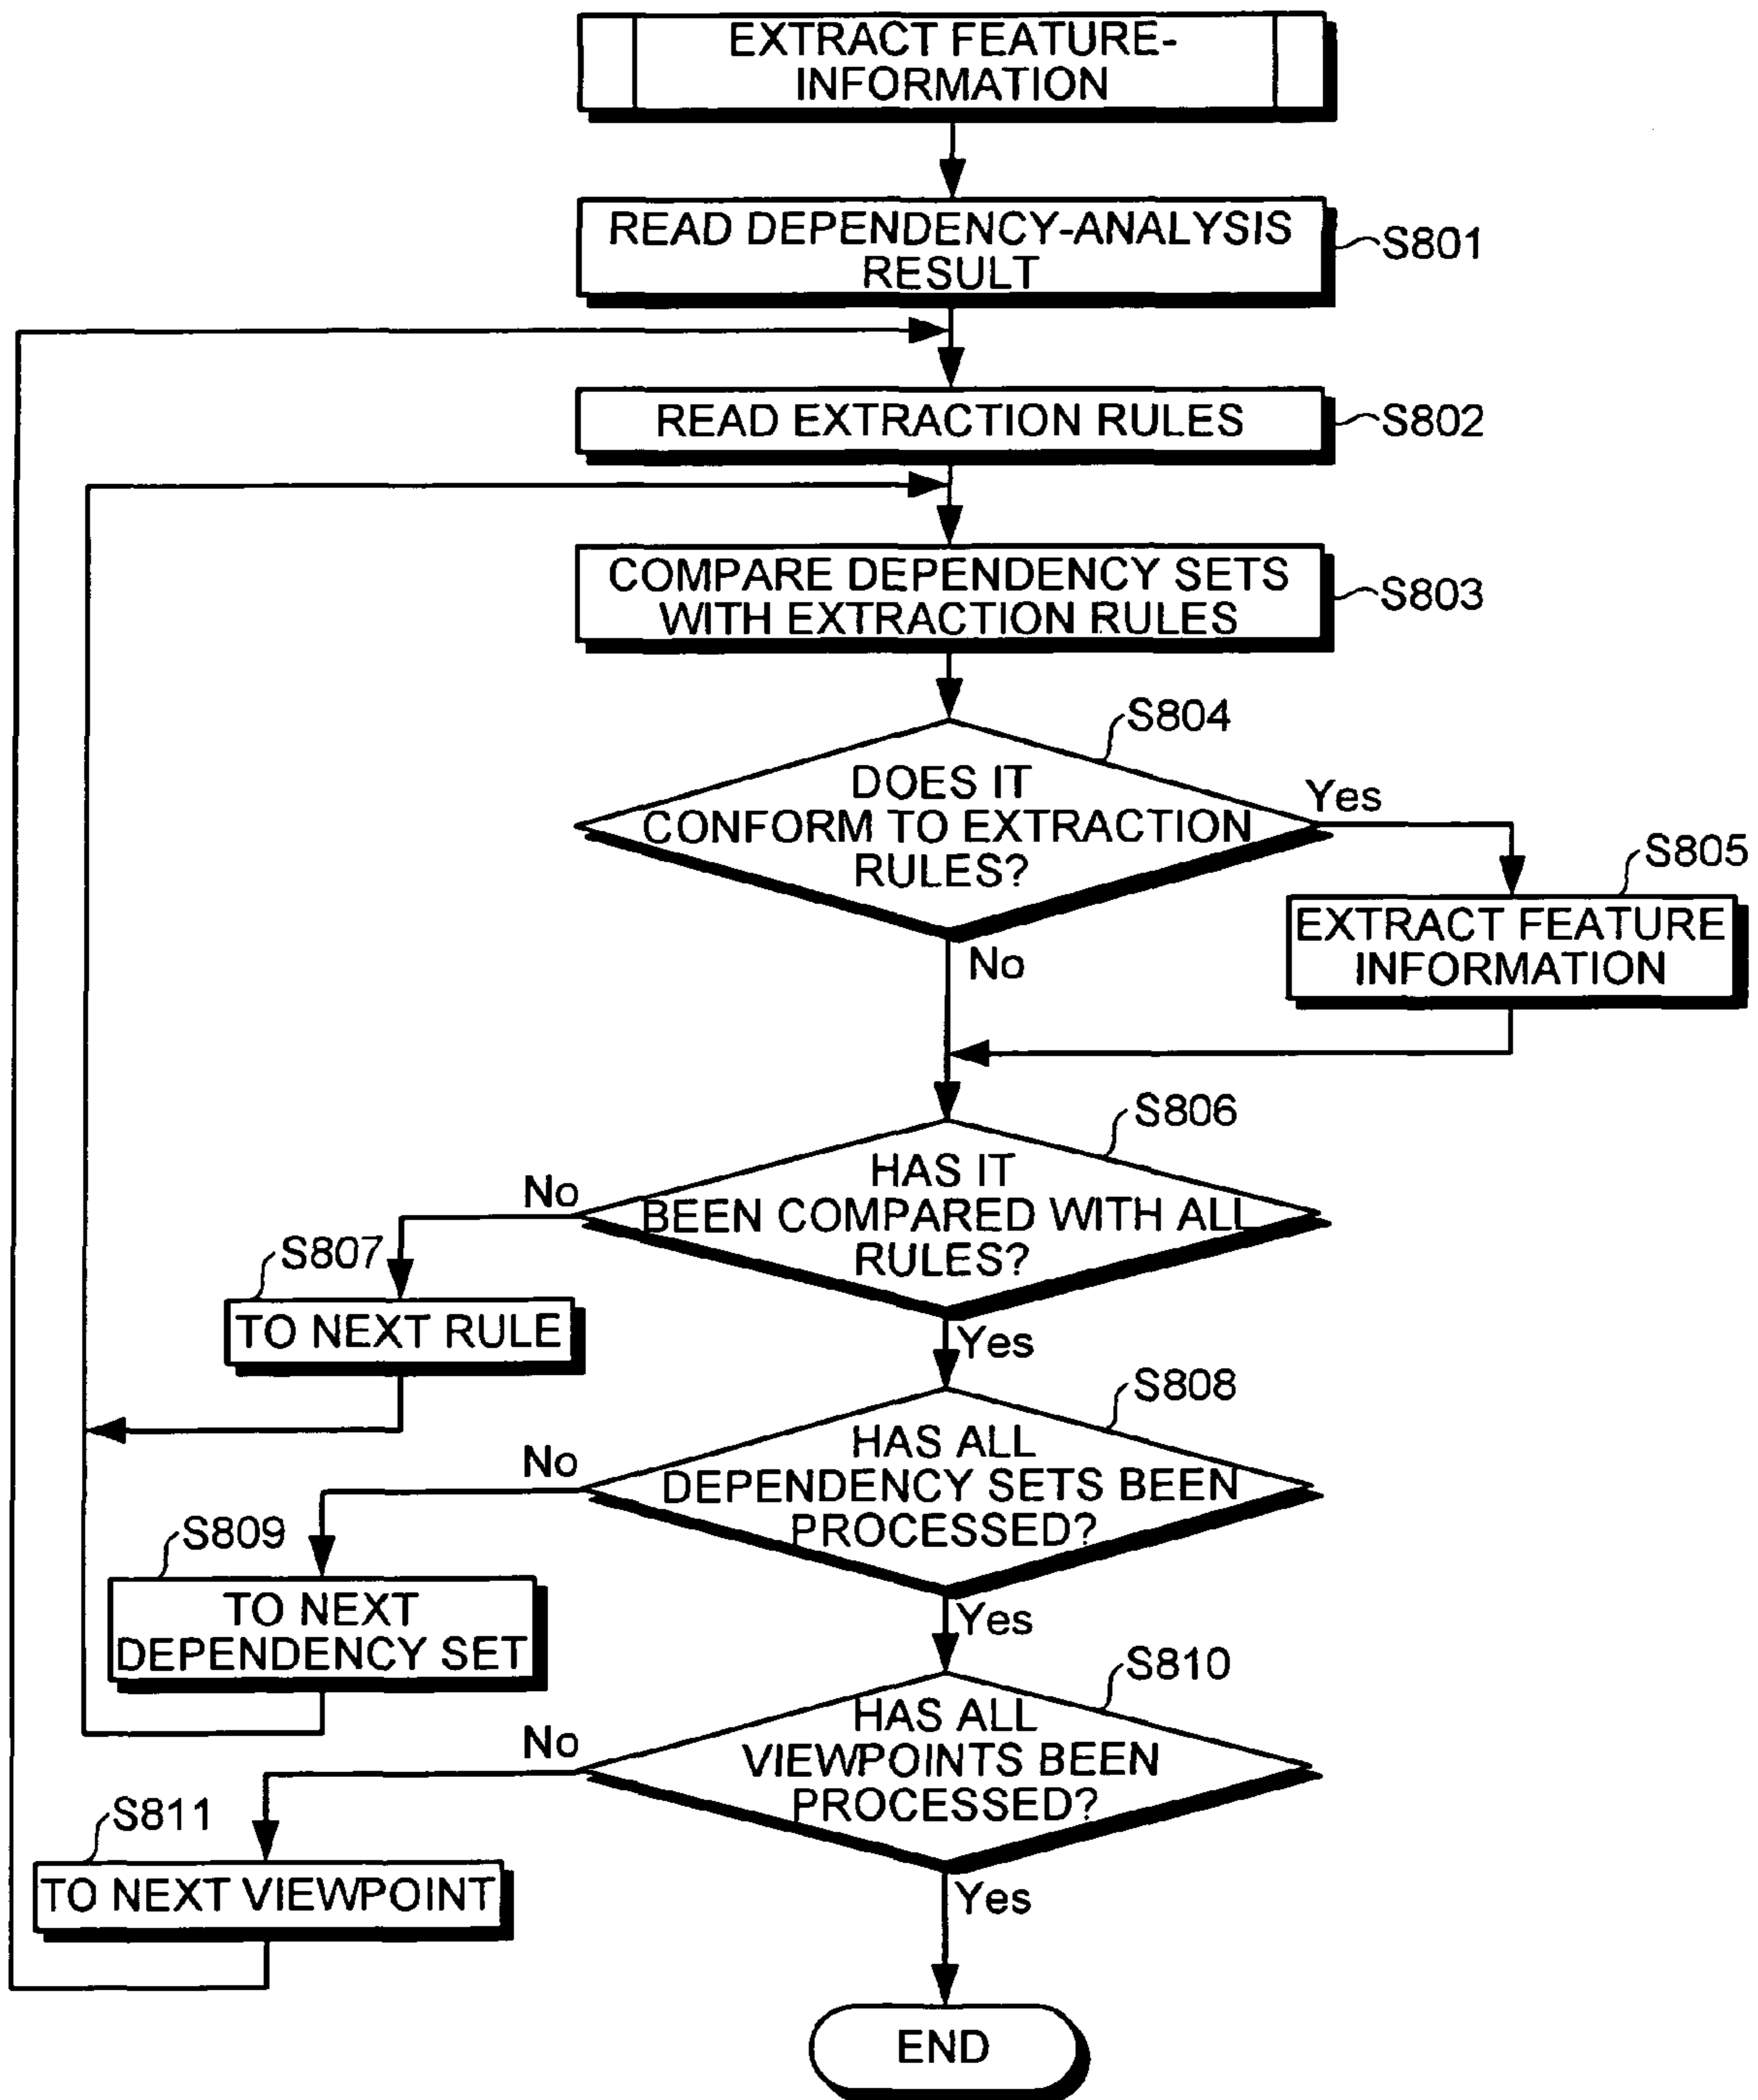 EXTRACT FEATURE-
INFORMATION
READ DEPENDENCY-ANALYSIS
RESULT
S801
READ EXTRACTION RULES
S802
COMPARE DEPENDENCY SETS
WITH EXTRACTION RULES
S803
S804
DOES IT
CONFORM TO EXTRACTION
RULES?
Yes
S805
EXTRACT FEATURE
INFORMATION
No
S806
HAS IT
BEEN COMPARED WITH ALL
RULES?
No
S807
TO NEXT RULE
Yes
S808
HAS ALL
DEPENDENCY SETS BEEN
PROCESSED?
No
S809
TO NEXT
DEPENDENCY SET
Yes
S810
HAS ALL
VIEWPOINTS BEEN
PROCESSED?
No
S811
TO NEXT VIEWPOINT
Yes
END